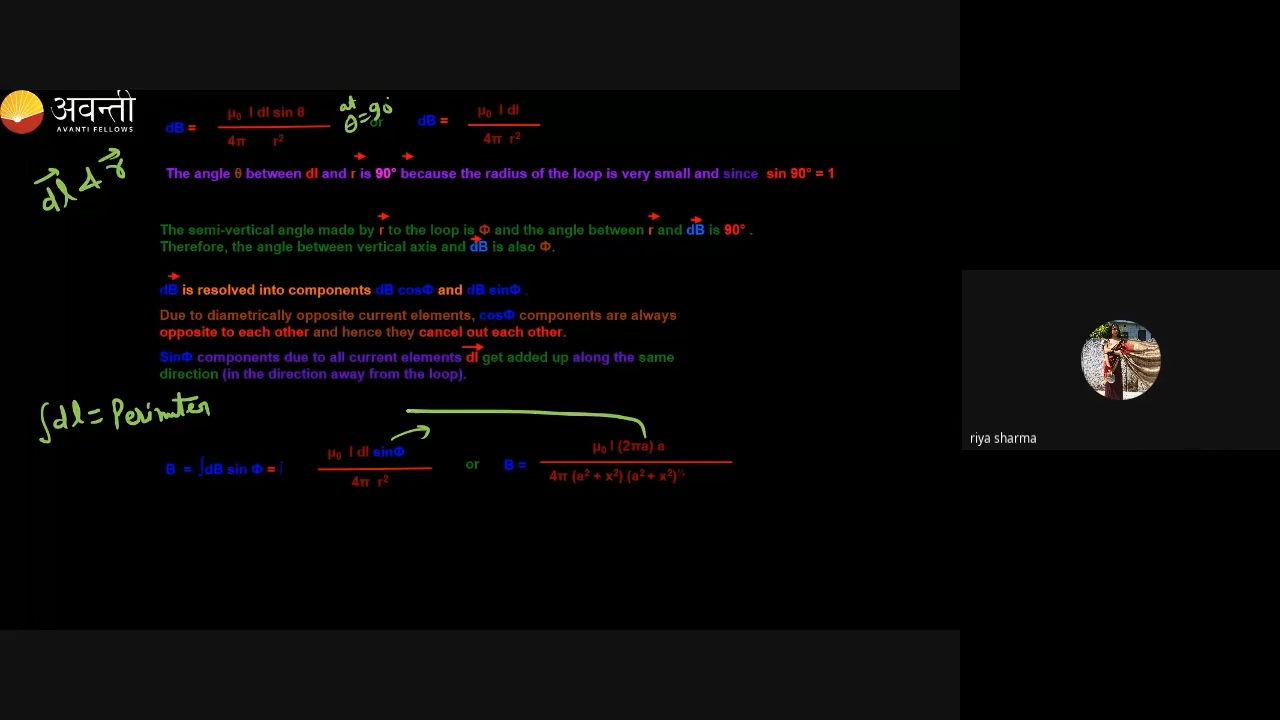 अवन्ती
AVANTI FELLOWS
dB = μ₀ I dl sin θ / 4π r² at θ=90° or dB = μ₀ I dl / 4π r²
dl & r
The angle θ between dl and r is 90° because the radius of the loop is very small and since sin 90° = 1
The semi-vertical angle made by r to the loop is Φ and the angle between r and dB is 90° .
Therefore, the angle between vertical axis and dB is also Φ.
dB is resolved into components dB cosΦ and dB sinΦ .
Due to diametrically opposite current elements, cosΦ components are always
opposite to each other and hence they cancel out each other.
SinΦ components due to all current elements dl get added up along the same
direction (in the direction away from the loop).
∫dl = Perimeter
B = ∫dB sin Φ = ∫ μ₀ I dl sinΦ / 4π r² or B = μ₀ I (2πa) a / 4π (a² + x²) (a² + x²)^½
riya sharma